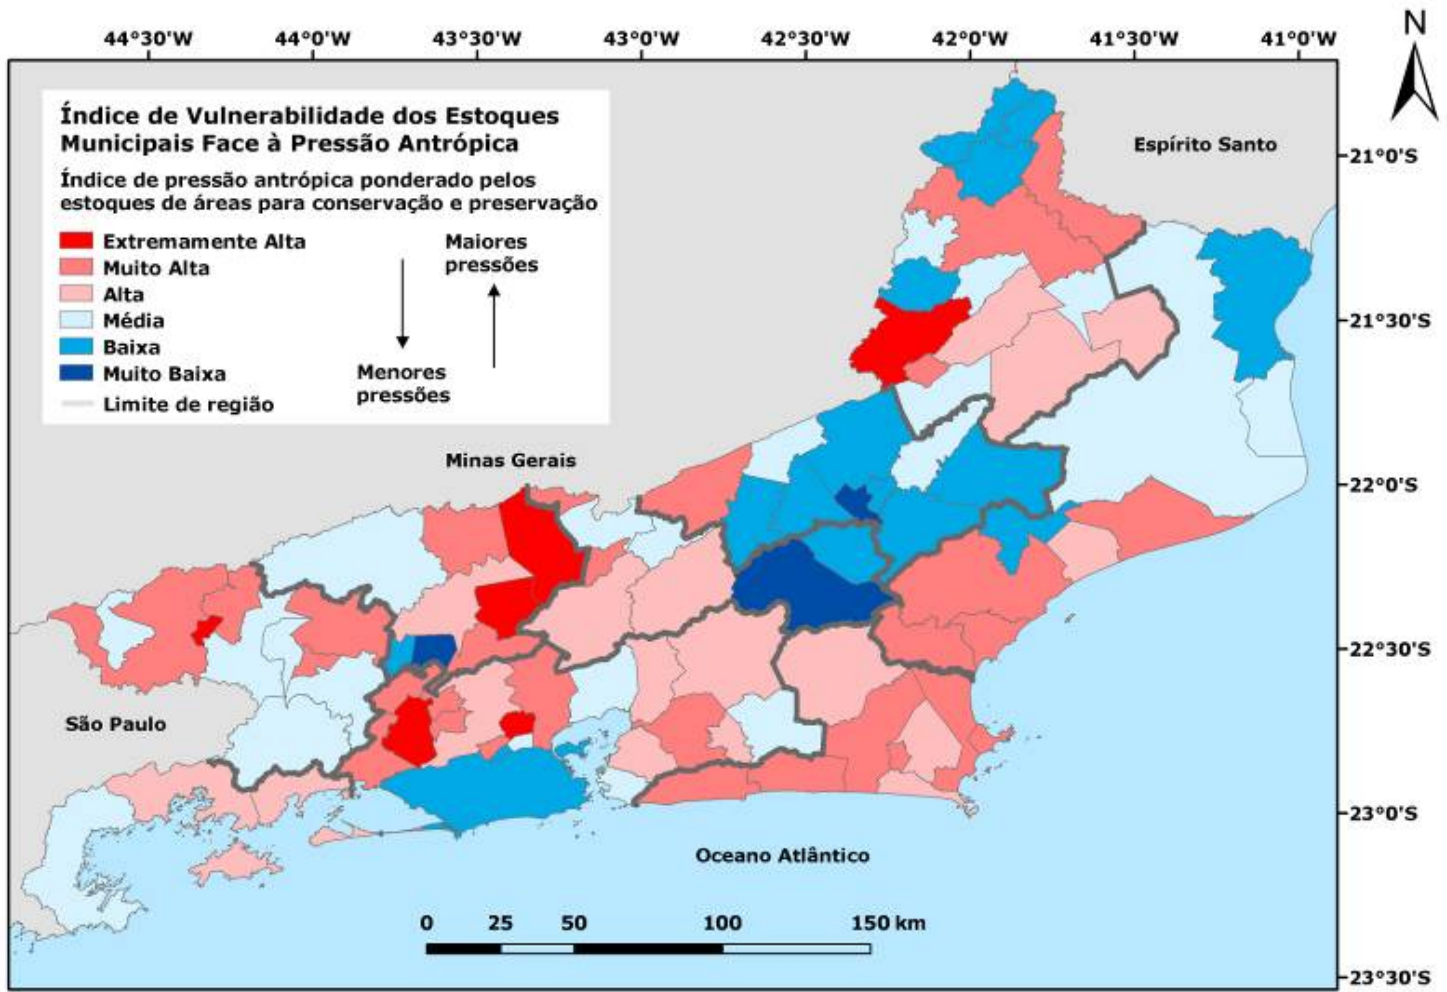 44°30'W 44°0'W 43°30'W 43°0'W 42°30'W 42°0'W 41°30'W 41°0'W
N
Índice de Vulnerabilidade dos Estoques
Municipais Face à Pressão Antrópica
Índice de pressão antrópica ponderado pelos
estoques de áreas para conservação e preservação
Extremamente Alta
Muito Alta
Alta
Média
Baixa
Muito Baixa
Limite de região
Maiores
pressões
Menores
pressões
Espírito Santo
Minas Gerais
São Paulo
Oceano Atlântico
21°0'S
21°30'S
22°0'S
22°30'S
23°0'S
23°30'S
0 25 50 100 150 km